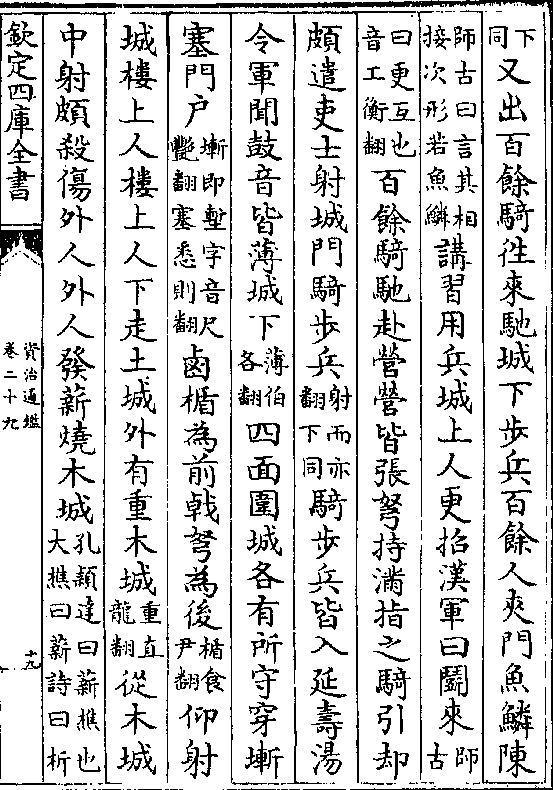 下同又出百餘騎徃來馳城下步兵百餘人夾門魚鱗陳
師古曰言其相接次形若魚鱗講習用兵城上人更招漢軍曰鬬來師古
曰更互也音工衡翻百餘騎馳赴營營皆張弩持滿指之騎引却
頗遣吏士射城門騎步兵射而亦翻下同騎步兵皆入延壽湯
令軍聞鼓音皆薄城下薄伯各翻四面圍城各有所守穿塹
塞門户塹即壍字音尺艷翻塞悉則翻鹵楯為前㦸弩為後楯食尹翻仰射
城樓上人樓上人下走土城外有重木城重直龍翻從木城
中射頗殺傷外人外人發薪燒木城孔頴達曰薪樵也大樵曰薪詩曰析
欽定四庫全書
資治通鑑
卷二十九
十九